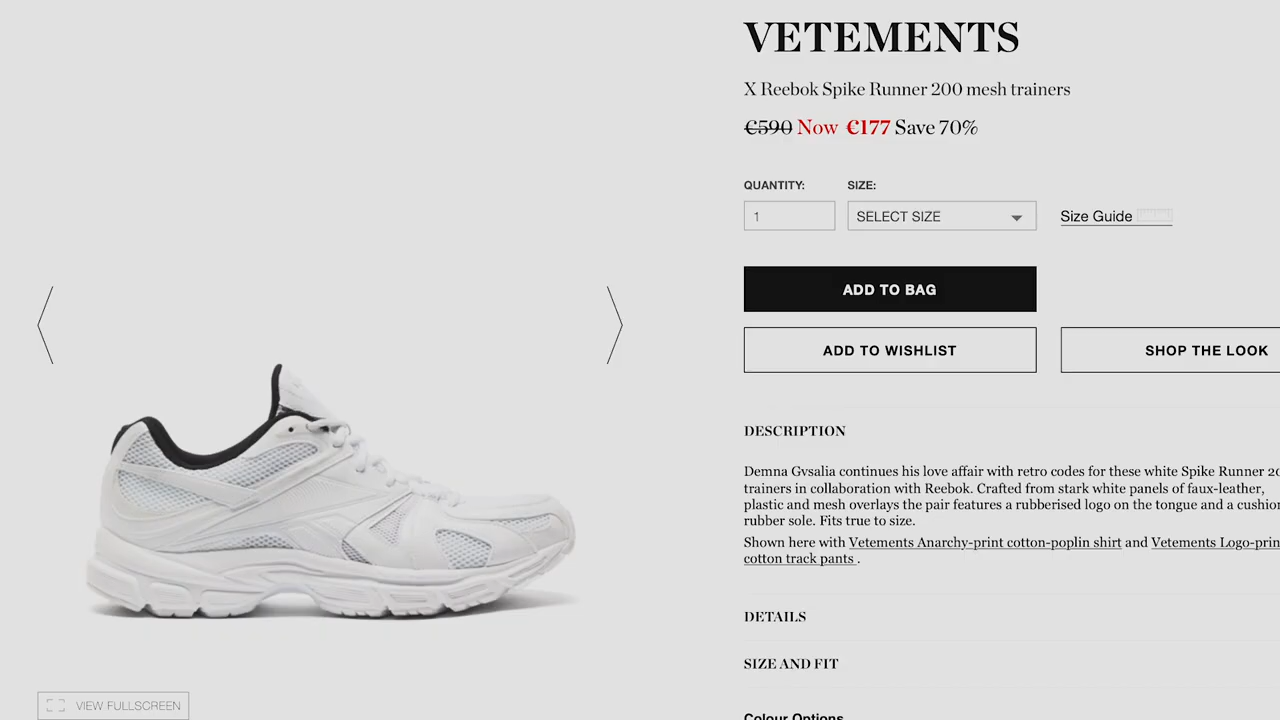 VETEMENTS
X Reebok Spike Runner 200 mesh trainers
€590 Now €177 Save 70%
QUANTITY: SIZE:
1 SELECT SIZE Size Guide
ADD TO BAG
ADD TO WISHLIST SHOP THE LOOK
DESCRIPTION
Demna Gvsalia continues his love affair with retro codes for these white Spike Runner
trainers in collaboration with Reebok. Crafted from stark white panels of faux-leather,
plastic and mesh overlays the pair features a rubberised logo on the tongue and a
rubber sole. Fits true to size.
Shown here with Vetements Anarchy-print cotton-poplin shirt and Vetements
cotton track pants .
DETAILS
SIZE AND FIT
VIEW FULLSCREEN
Colour Options